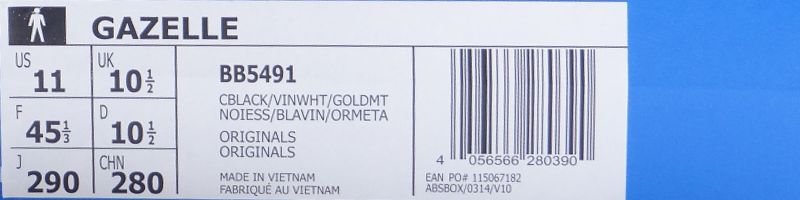 GAZELLE
US 11
UK 10 1/2
F 45 1/3
D 10 1/2
J 290
CHN 280
BB5491
CBLACK/VINWHT/GOLDMT
NOIESS/BLAVIN/ORMETA
ORIGINALS
ORIGINALS
MADE IN VIETNAM
FABRIQUÉ AU VIETNAM
4 056566 280390
EAN PO# 115067182
ABSBOX/0314/V10